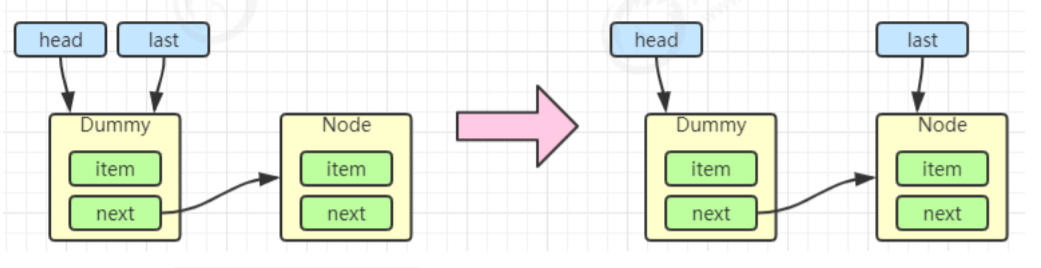 head last head last
Dummy Node Dummy Node
item item item item
next next next next